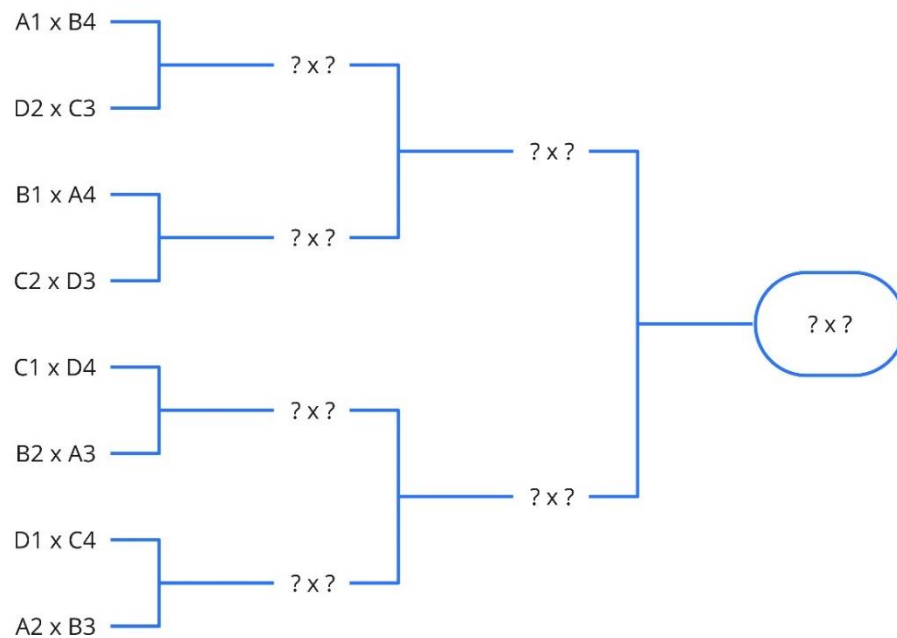 A1 x B4
? x ?
D2 x C3
? x ?
B1 x A4
? x ?
C2 x D3
? x ?
C1 x D4
? x ?
B2 x A3
? x ?
D1 x C4
? x ?
A2 x B3